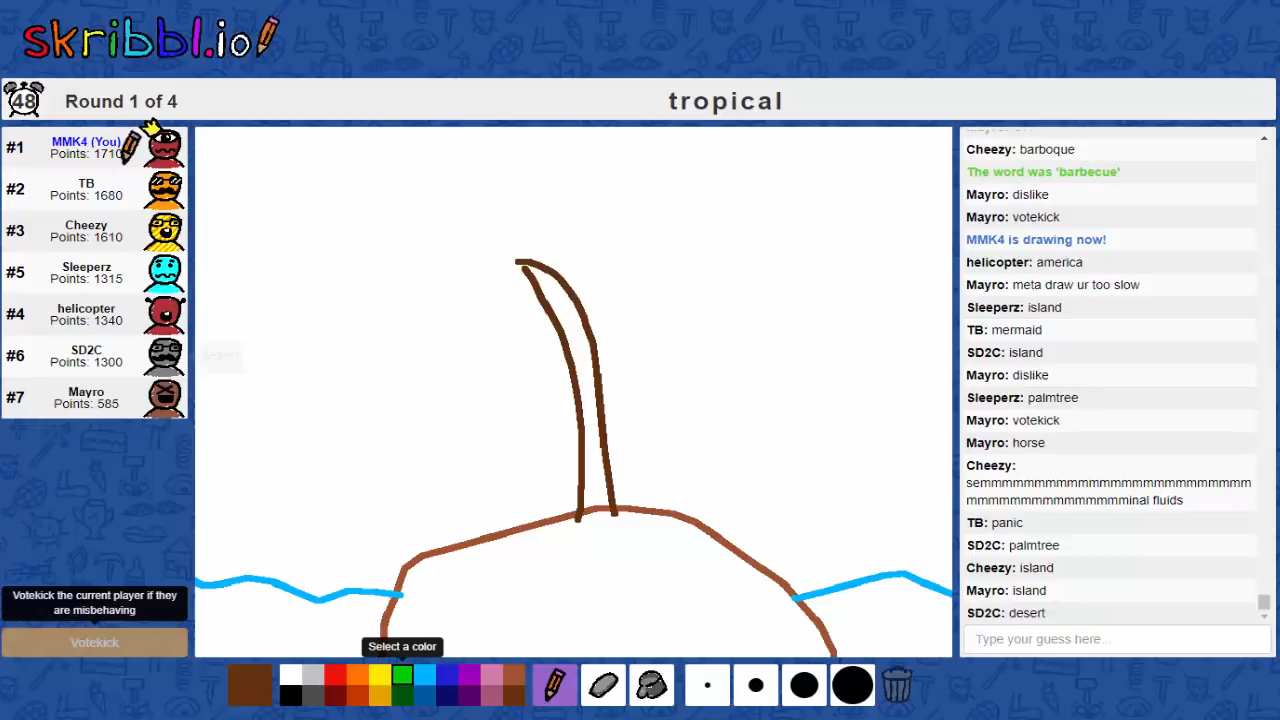 skribbl.io
48
Round 1 of 4
tropical
#1
MMK4 (You)
Points: 1710
#2
TB
Points: 1680
#3
Cheezy
Points: 1610
#5
Sleeperz
Points: 1315
#4
helicopter
Points: 1340
#6
SD2C
Points: 1300
#7
Mayro
Points: 585
Votekick the current player if they
are misbehaving
Votekick
Select a color
Cheezy: barboque
The word was 'barbecue'
Mayro: dislike
Mayro: votekick
MMK4 is drawing now!
helicopter: america
Mayro: meta draw ur too slow
Sleeperz: island
TB: mermaid
SD2C: island
Mayro: dislike
Sleeperz: palmtree
Mayro: votekick
Mayro: horse
Cheezy:
semmmmmmmmmmmmmmmmmmmmmmmm
mmmmmmmmmmmmmmminal fluids
TB: panic
SD2C: palmtree
Cheezy: island
Mayro: island
SD2C: desert
Type your guess here...